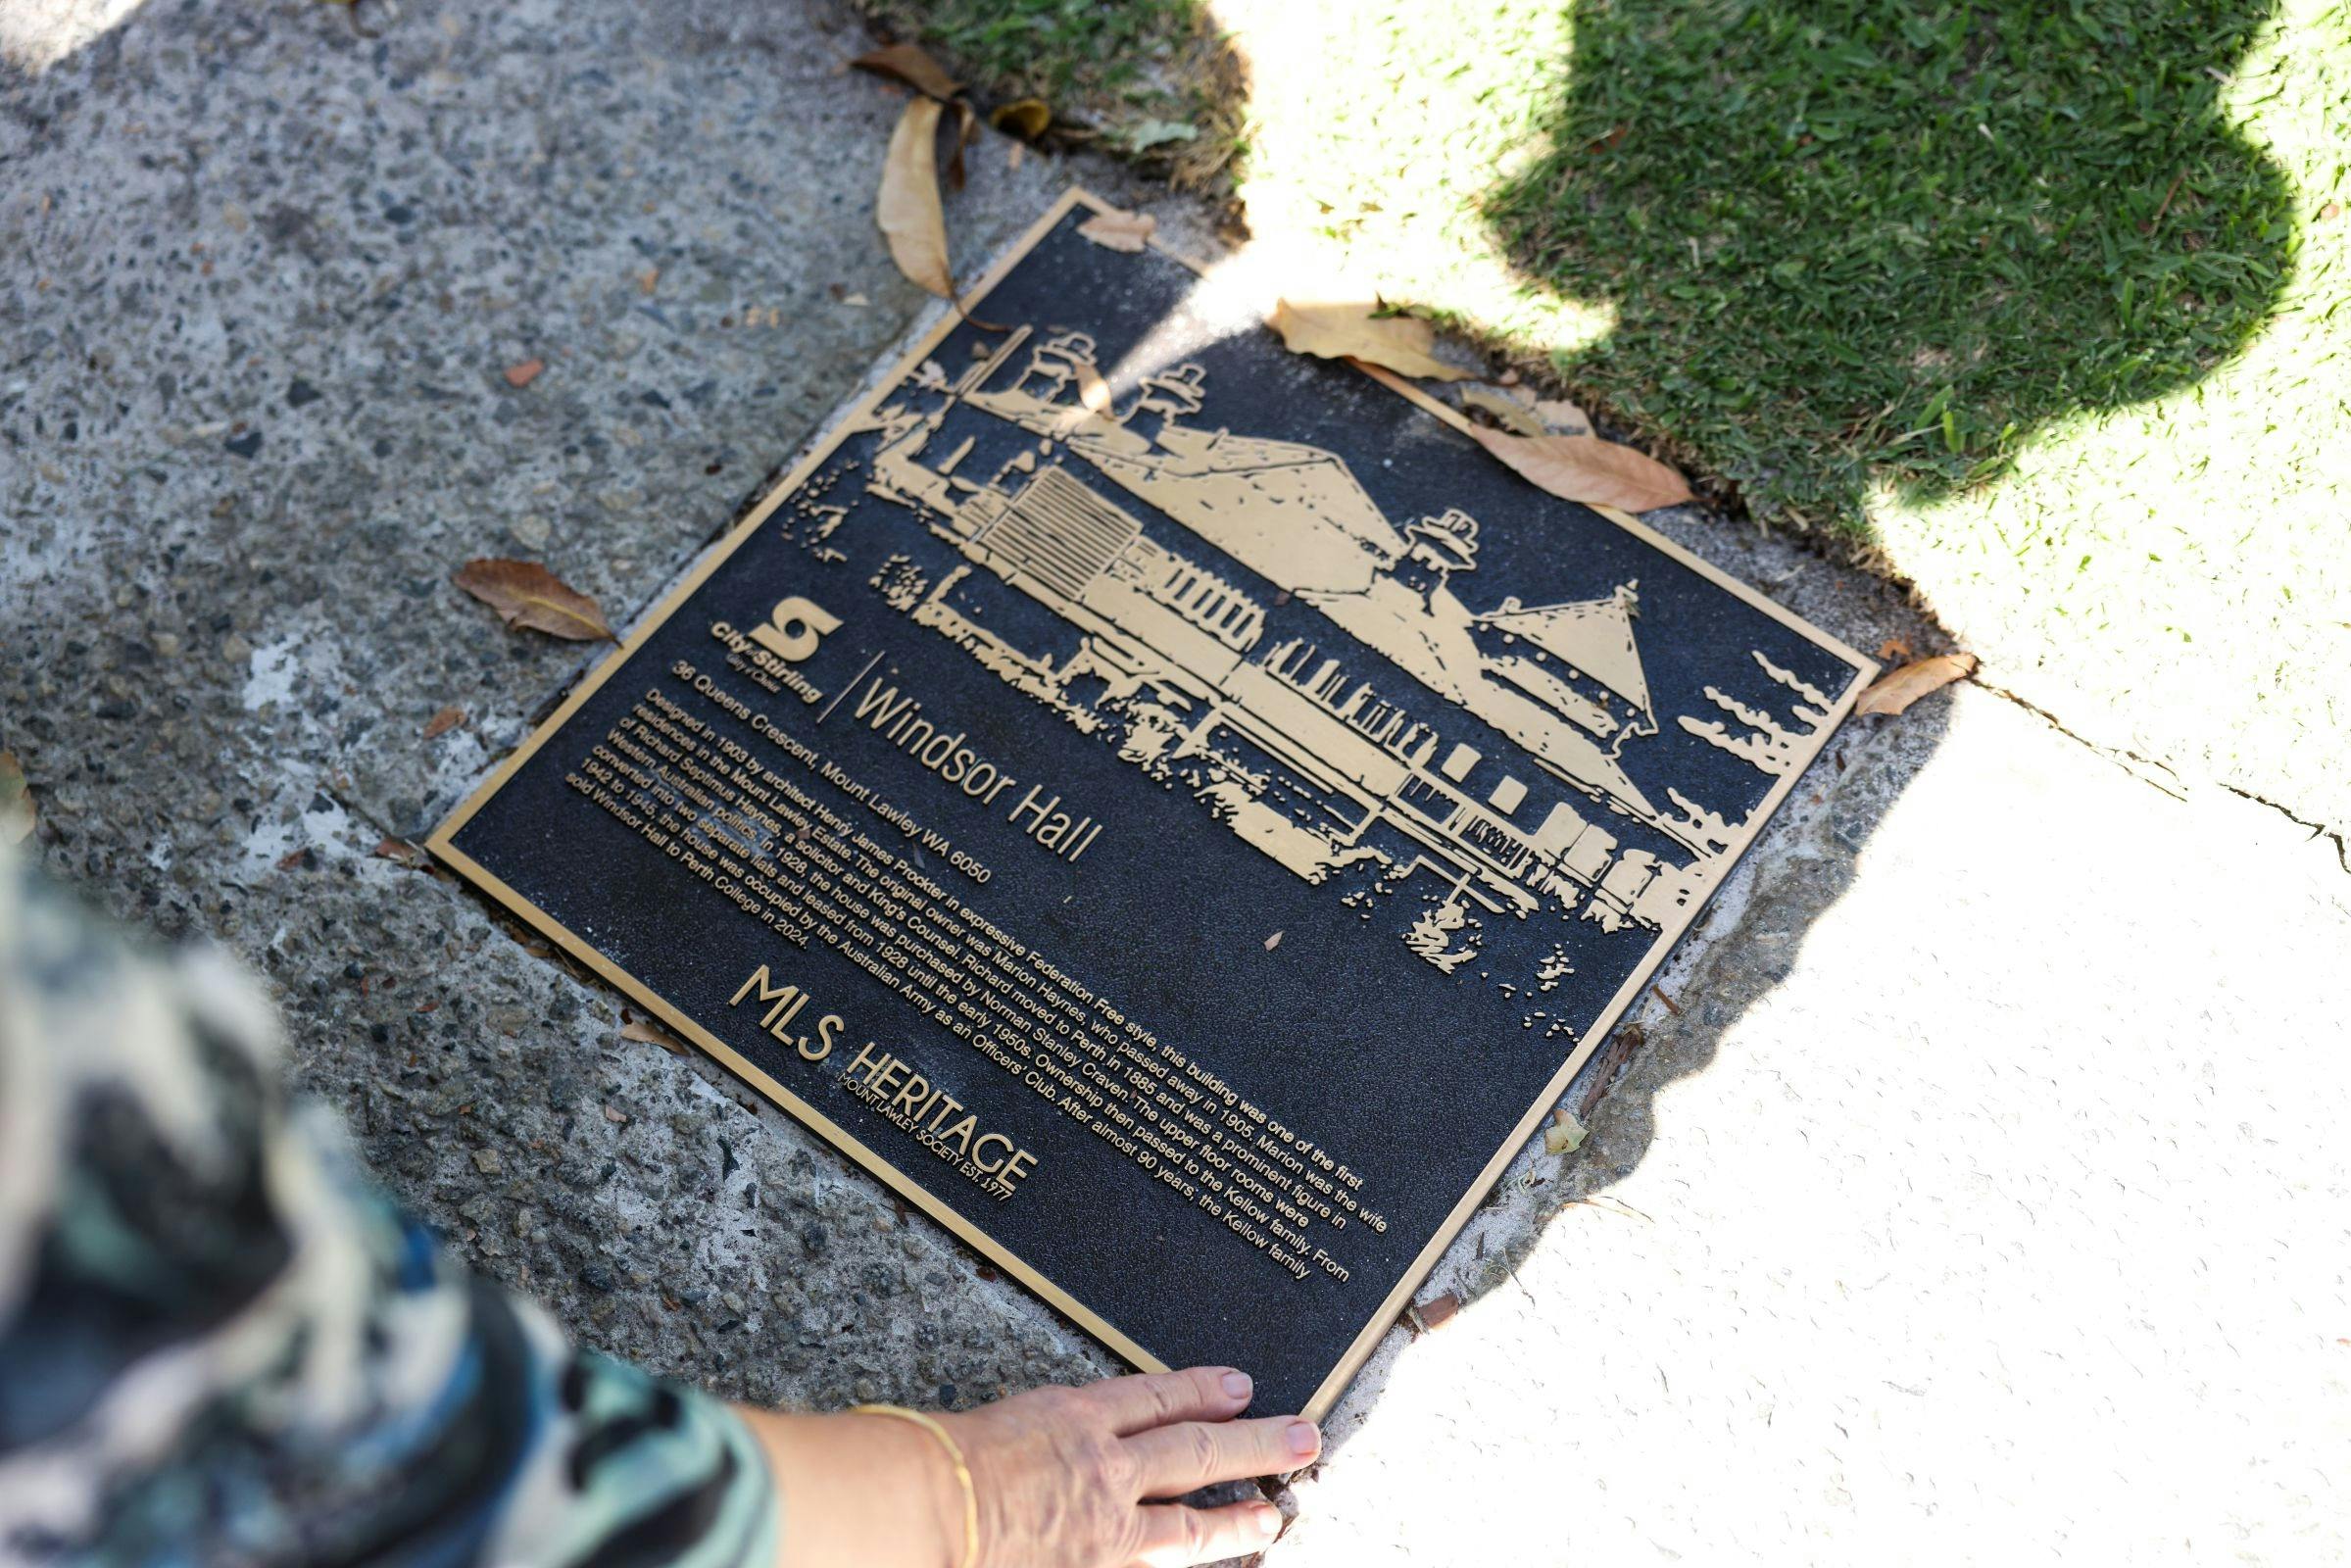 City of Stirling
City of Choice
Windsor Hall
36 Queens Crescent, Mount Lawley WA 6050
Designed in 1903 by architect Henry James Prockter in expressive Federation Free style, this building was one of the first
residences in the Mount Lawley Estate. The original owner was Marion Haynes, who passed away in 1905. Marion was the wife
of Richard Septimus Haynes, a solicitor and King's Counsel. Richard moved to Perth in 1885 and was a prominent figure in
Western Australian politics. In 1928, the house was purchased by Norman Stanley Craven. The upper floor rooms were
converted into two separate flats and leased from 1928 until the early 1950s. Ownership then passed to the Kellow family. From
1942 to 1945, the house was occupied by the Australian Army as an Officers' Club. After almost 90 years, the Kellow family
sold Windsor Hall to Perth College in 2024.
MLS HERITAGE
MOUNT LAWLEY SOCIETY EST. 1977